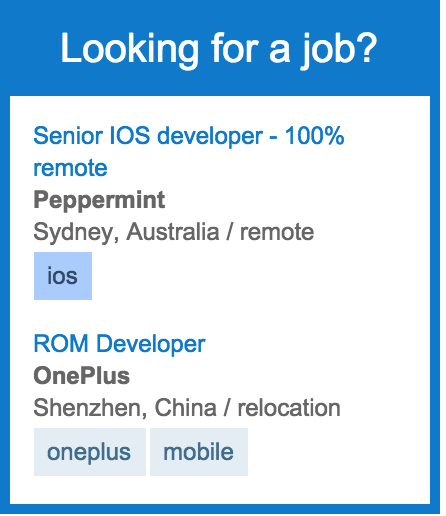 Looking for a job?
Senior IOS developer - 100%
remote
Peppermint
Sydney, Australia / remote
ios
ROM Developer
OnePlus
Shenzhen, China / relocation
oneplus mobile